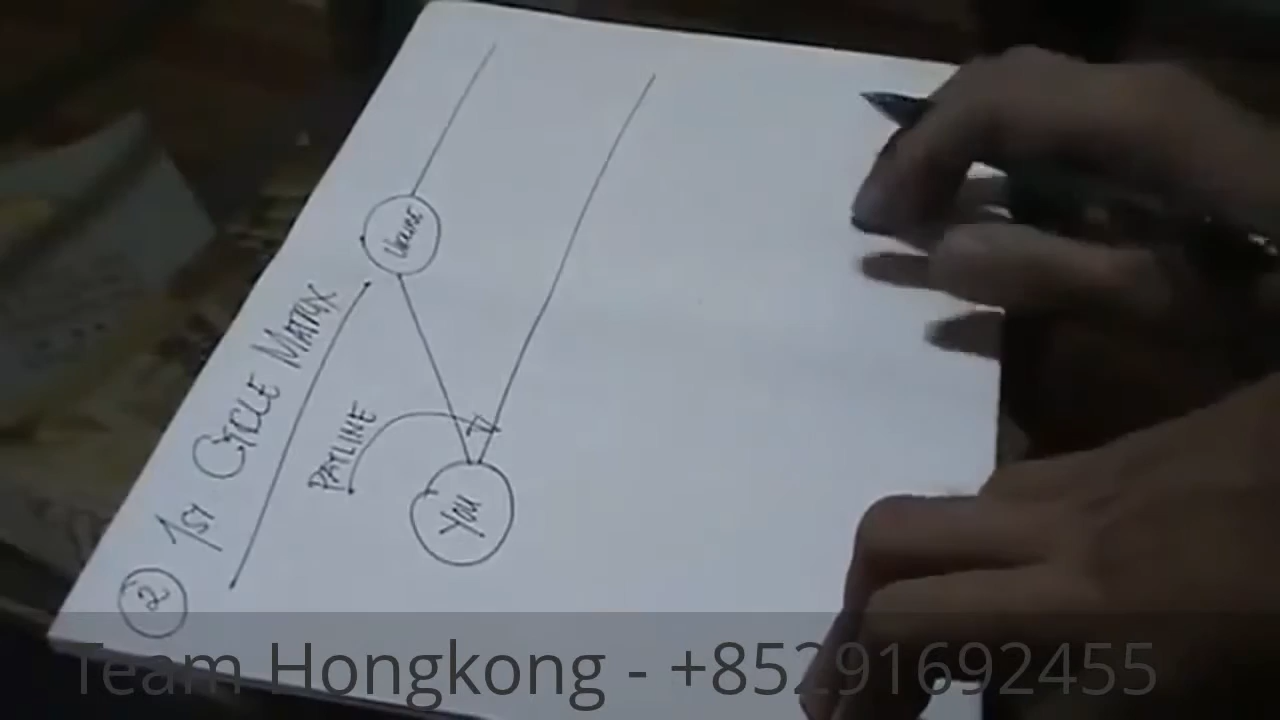 ② 1st CYCLE MATRIX
PAYLINE
You
Team Hongkong - +85291692455